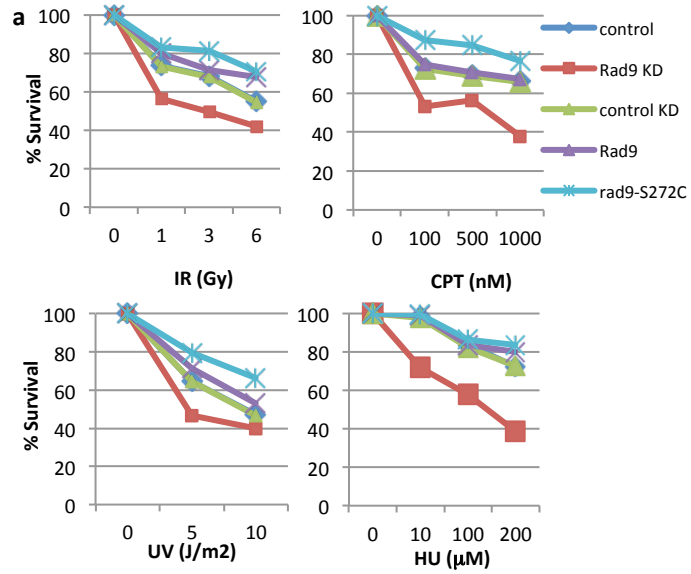 a
100
80
60
40
20
0
% Survival
0 1 3 6
IR (Gy)
100
80
60
40
20
0
0 100 500 1000
CPT (nM)
control
Rad9 KD
control KD
Rad9
rad9-S272C
100
80
60
40
20
0
% Survival
0 5 10
UV (J/m2)
100
80
60
40
20
0
0 10 100 200
HU (μM)